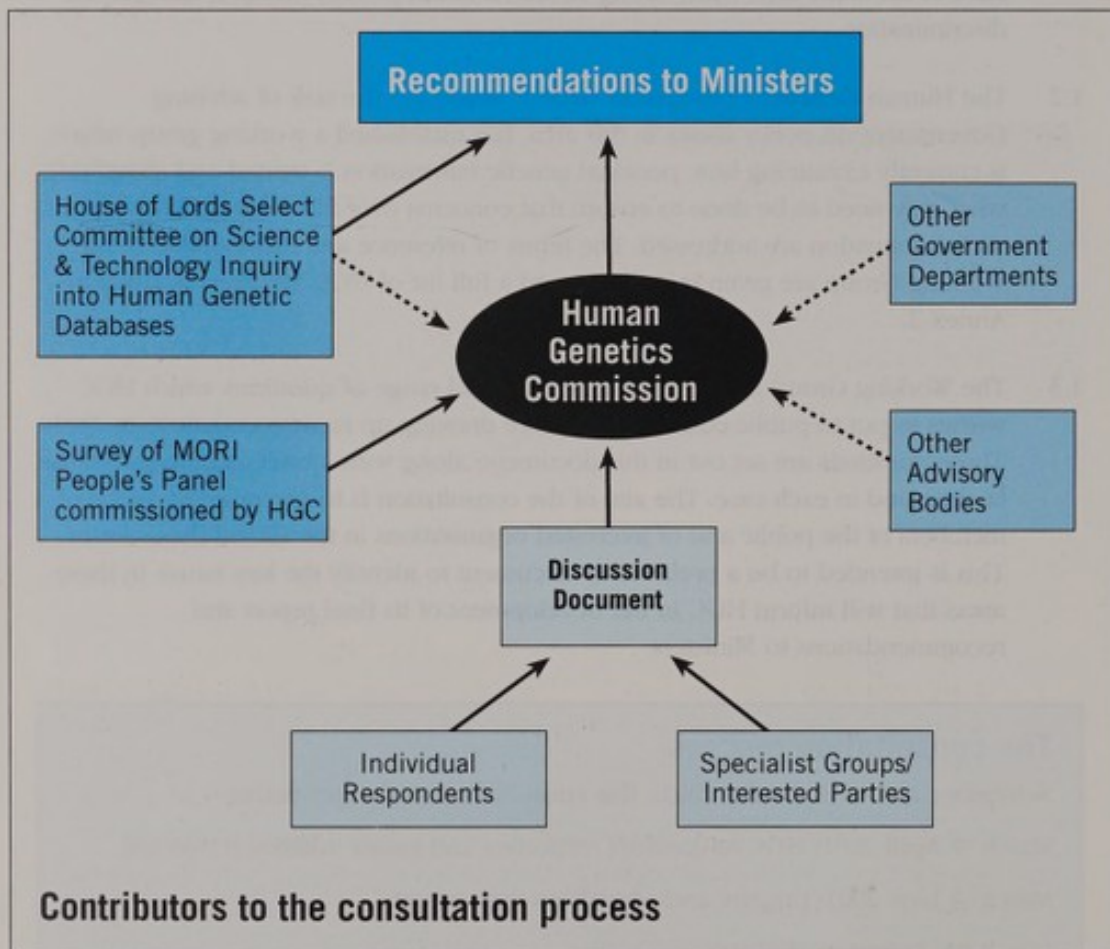 Recommendations to Ministers
House of Lords Select
Committee on Science
& Technology Inquiry
into Human Genetic
Databases
Other
Government
Departments
Human
Genetics
Commission
Survey of MORI
People's Panel
commissioned by HGC
Other
Advisory
Bodies
Discussion
Document
Individual
Respondents
Specialist Groups/
Interested Parties
Contributors to the consultation process